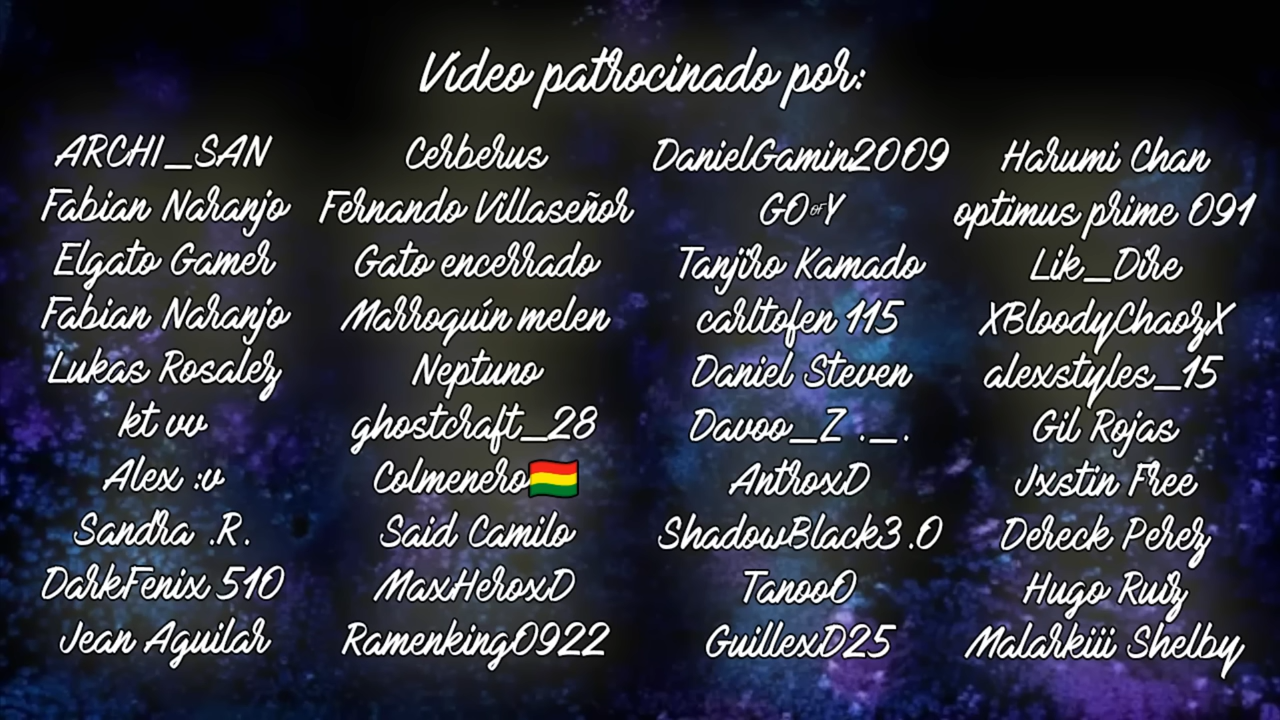 Video patrocinado por:
ARCHI_SAN
Fabian Naranjo
Elgato Gamer
Fabian Naranjo
Lukas Rosalez
kt vv
Alex :v
Sandra .R.
DarkFenix 510
Jean Aguilar
Cerberus
Fernando Villaseñor
Gato encerrado
Marroquín melen
Neptuno
ghostcraft_28
Colmenero🇧🇴
Said Camilo
MaxHeroxD
Ramenking0922
DanielGamin2009
GO of Y
Tanjiro Kamado
carltofen 115
Daniel Steven
Davoo_Z ._.
AntroxD
ShadowBlack3.0
TanooO
GuillexD25
Harumi Chan
optimus prime 091
Lik_Dire
XBloodyChaozX
alexstyles_15
Gil Rojas
Jxstin Free
Dereck Perez
Hugo Ruiz
Malarkiii Shelby